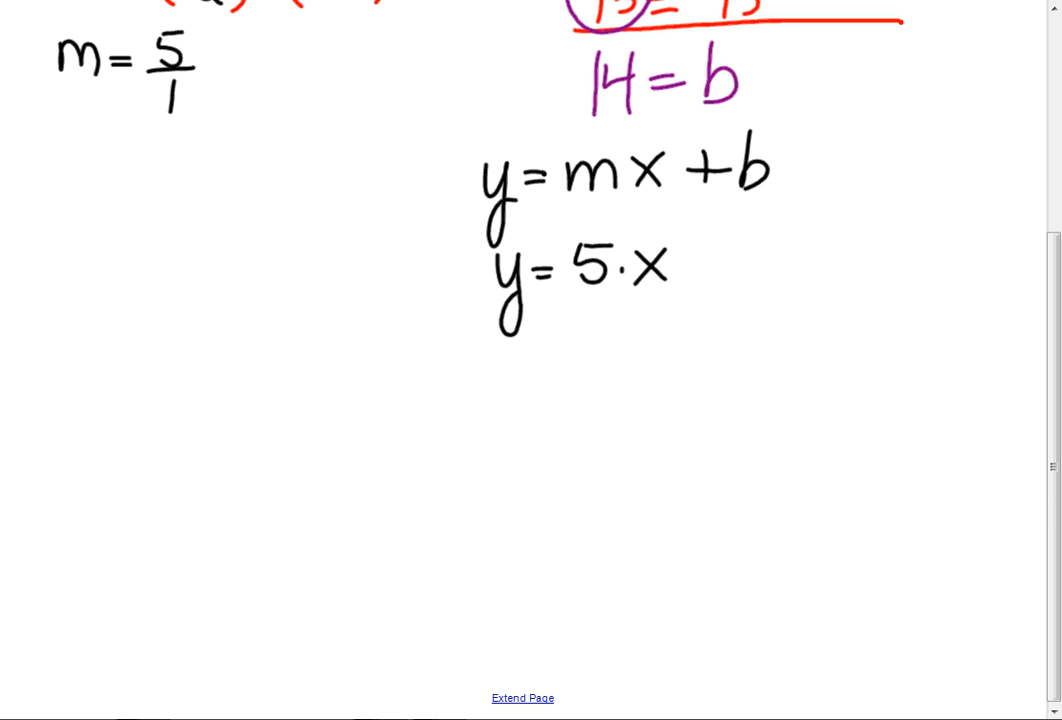 m = 5/1
14 = b
y = mx + b
y = 5·x
Extend Page